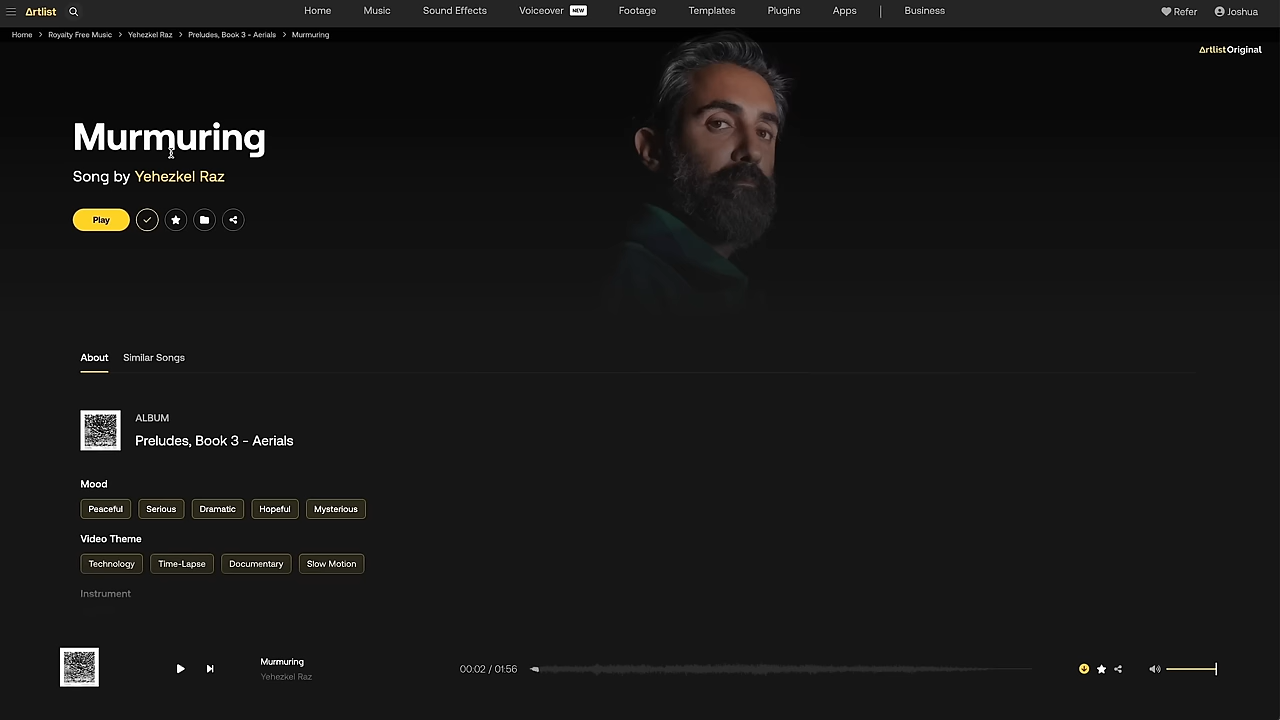 Artlist Home Music Sound Effects Voiceover NEW Footage Templates Plugins Apps | Business Refer Joshua
Home > Royalty Free Music > Yehezkel Raz > Preludes, Book 3 - Aerials > Murmuring
Artlist Original
Murmuring
Song by Yehezkel Raz
Play
About Similar Songs
ALBUM
Preludes, Book 3 - Aerials
Mood
Peaceful Serious Dramatic Hopeful Mysterious
Video Theme
Technology Time-Lapse Documentary Slow Motion
Instrument
Murmuring
00:02 / 01:56
Yehezkel Raz